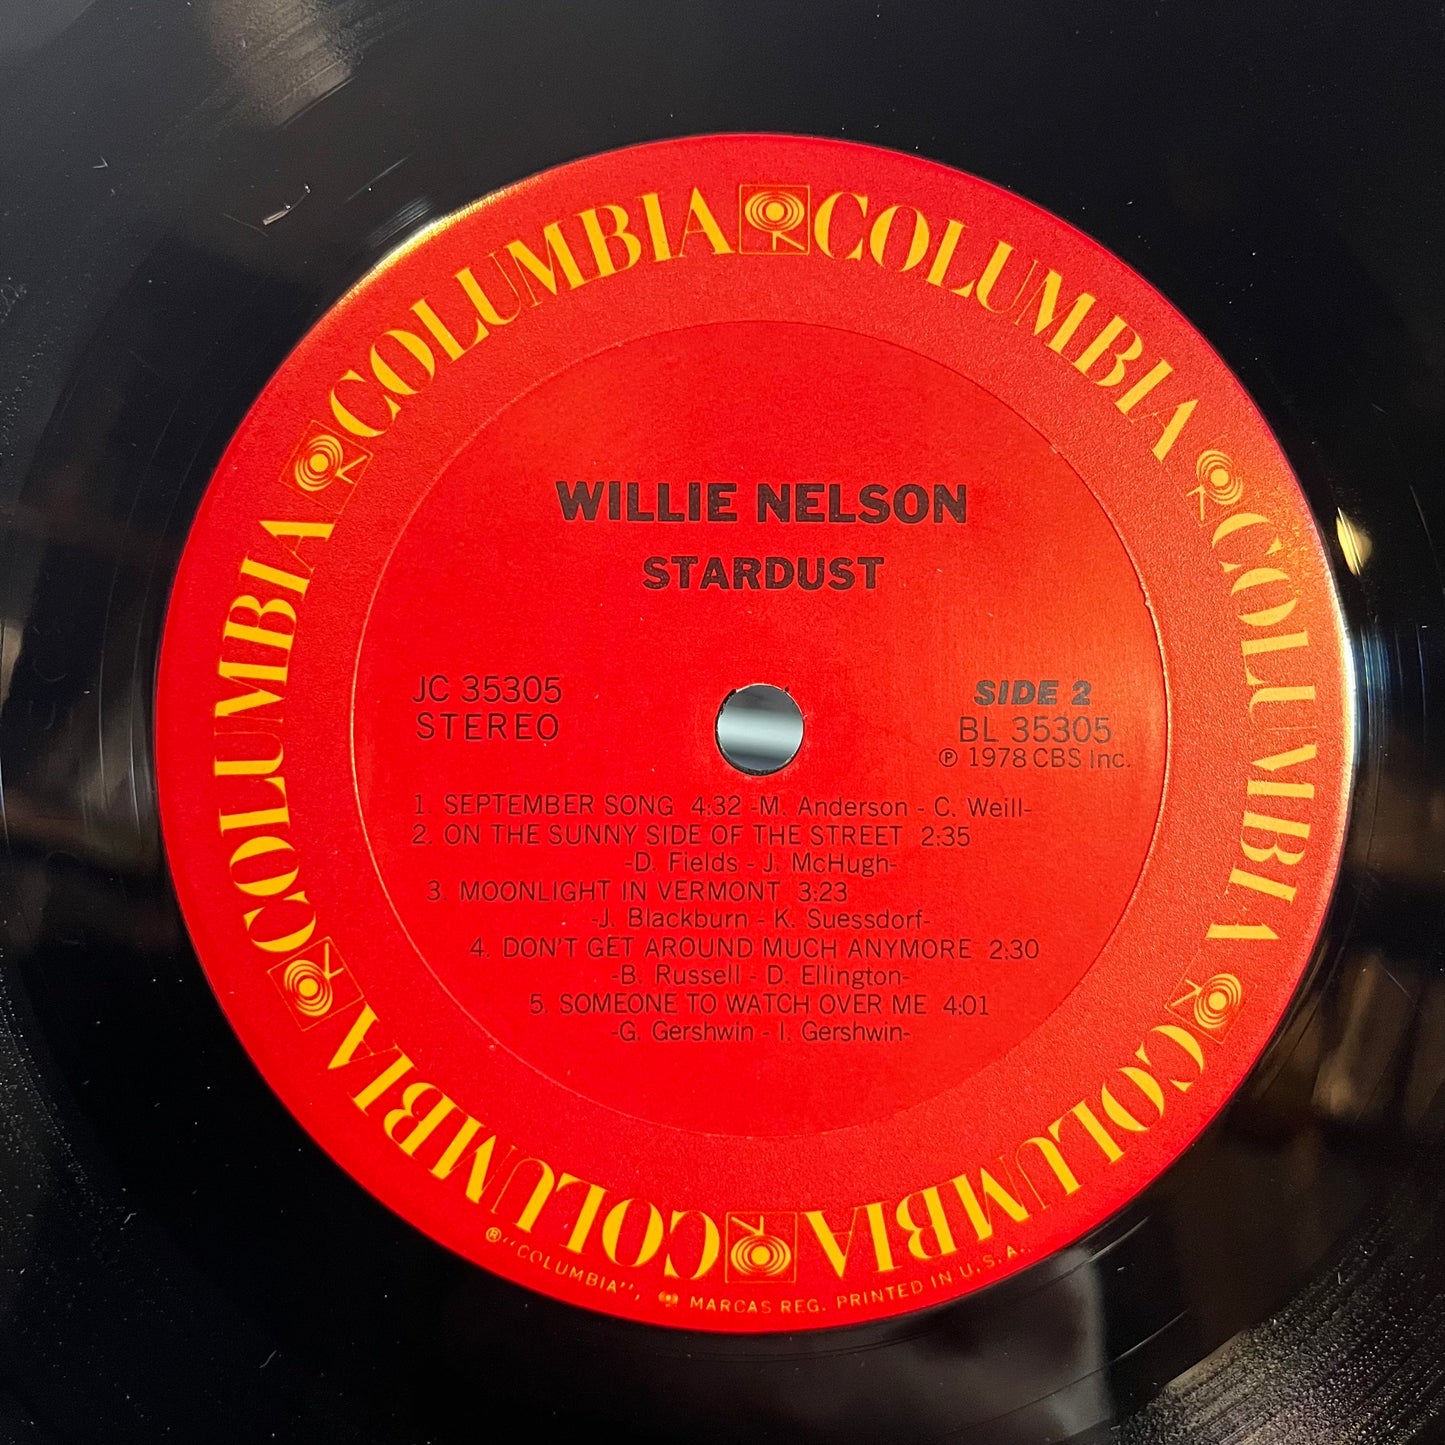 COLUMBIA COLUMBIA COLUMBIA COLUMBIA COLUMBIA COLUMBIA
WILLIE NELSON
STARDUST
JC 35305
STEREO
SIDE 2
BL 35305
℗ 1978 CBS Inc.
1. SEPTEMBER SONG 4:32 -M. Anderson - C. Weill-
2. ON THE SUNNY SIDE OF THE STREET 2:35
-D. Fields - J. McHugh-
3. MOONLIGHT IN VERMONT 3:23
-J. Blackburn - K. Suessdorf-
4. DON'T GET AROUND MUCH ANYMORE 2:30
-B. Russell - D. Ellington-
5. SOMEONE TO WATCH OVER ME 4:01
-G. Gershwin - I. Gershwin-
® "COLUMBIA", MARCAS REG. PRINTED IN U.S.A.